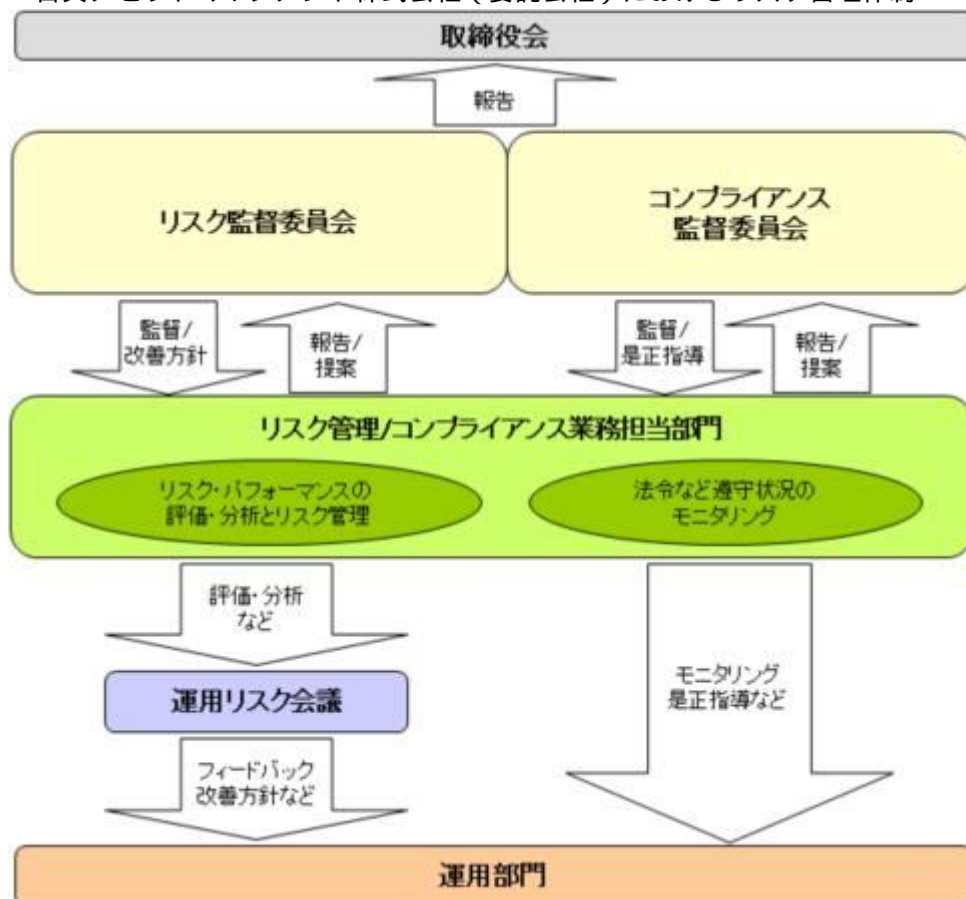 取締役会
報告
リスク監督委員会
コンプライアンス
監督委員会
監督/
改善方針
報告/
提案
監督/
是正指導
報告/
提案
リスク管理/コンプライアンス業務担当部門
リスク・パフォーマンスの
評価・分析とリスク管理
法令など遵守状況の
モニタリング
評価・分析
など
運用リスク会議
モニタリング
是正指導など
フィードバック
改善方針など
運用部門